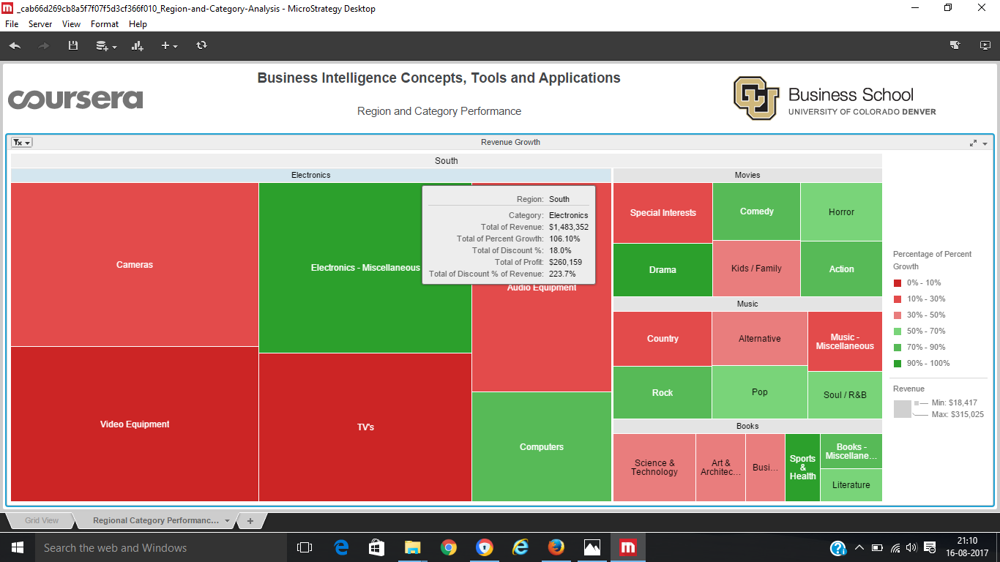 _cab66d269cb8a5f7f07f5d3cf366f010_Region-and-Category-Analysis - MicroStrategy Desktop
File Server View Format Help
coursera
Business Intelligence Concepts, Tools and Applications
Region and Category Performance
CU
Business School
UNIVERSITY OF COLORADO DENVER
Revenue Growth
South
Electronics
Cameras
Electronics - Miscellaneous
Audio Equipment
Video Equipment
TV's
Computers
Region: South
Category: Electronics
Total of Revenue: $1,483,352
Total of Percent Growth: 106.10%
Total of Discount %: 18.0%
Total of Profit: $260,159
Total of Discount % of Revenue: 223.7%
Movies
Special Interests
Comedy
Horror
Drama
Kids / Family
Action
Music
Country
Alternative
Music -
Miscellaneous
Rock
Pop
Soul / R&B
Books
Science &
Technology
Art &
Architec...
Busi...
Sports
&
Health
Books -
Miscellane...
Literature
Percentage of Percent
Growth
0% - 10%
10% - 30%
30% - 50%
50% - 70%
70% - 90%
90% - 100%
Revenue
Min: $18,417
Max: $315,025
Grid View
Regional Category Performanc...
Search the web and Windows
21:10
16-08-2017